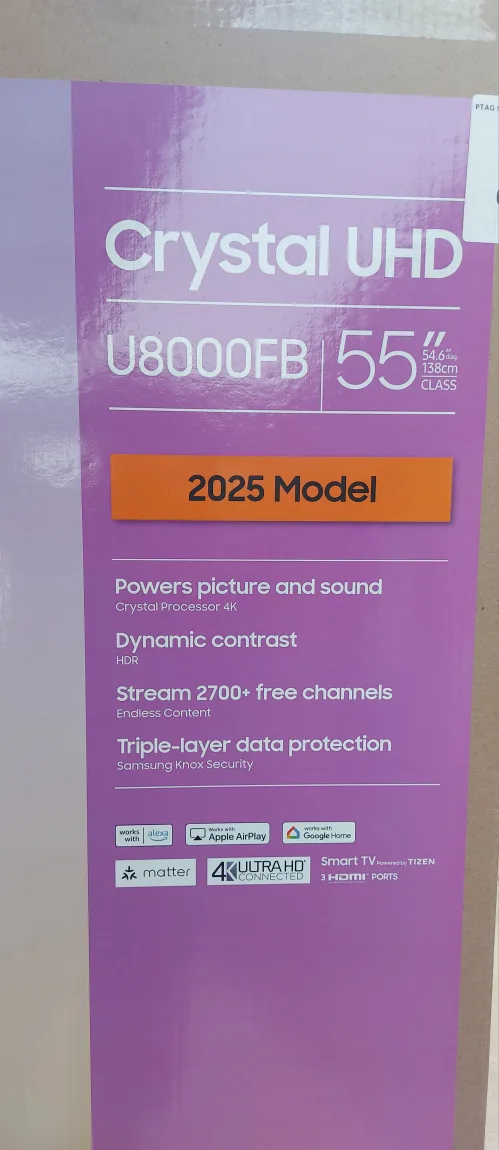 PTAG
Crystal UHD
U8000FB 55"
54.6" diag.
138cm
CLASS
2025 Model
Powers picture and sound
Crystal Processor 4K
Dynamic contrast
HDR
Stream 2700+ free channels
Endless Content
Triple-layer data protection
Samsung Knox Security
works with alexa
Works with Apple AirPlay
works with Google Home
matter
4K ULTRA HD CONNECTED
Smart TV Powered by TIZEN
3 HDMI™ PORTS